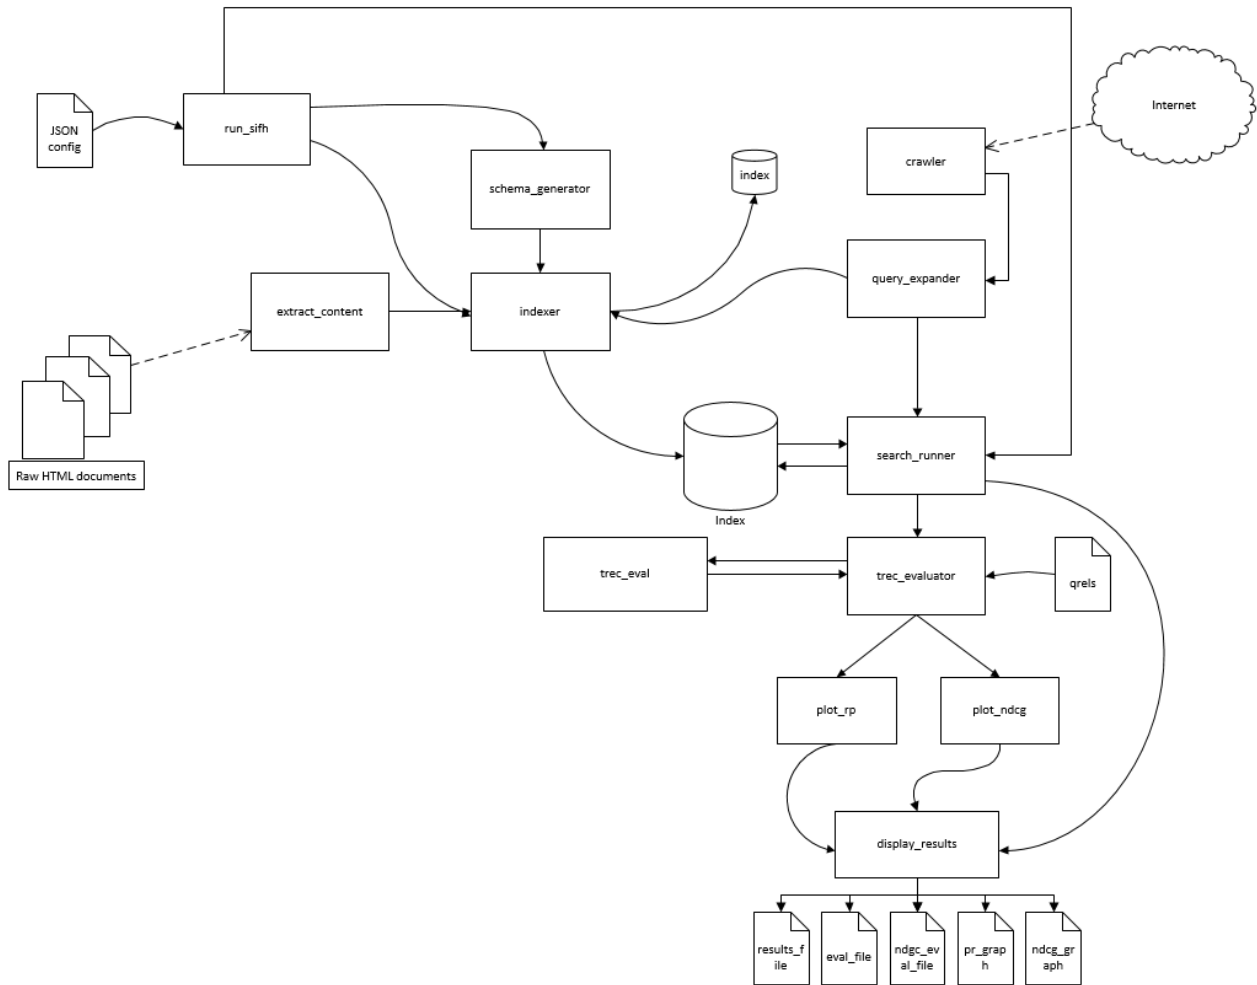 JSON
config
run_sifh
Internet
crawler
schema_generator
index
query_expander
extract_content
indexer
Raw HTML documents
search_runner
Index
trec_eval
trec_evaluator
qrels
plot_rp
plot_ndcg
display_results
results_f
ile
eval_file
ndgc_ev
al_file
pr_grap
h
ndcg_gr
aph